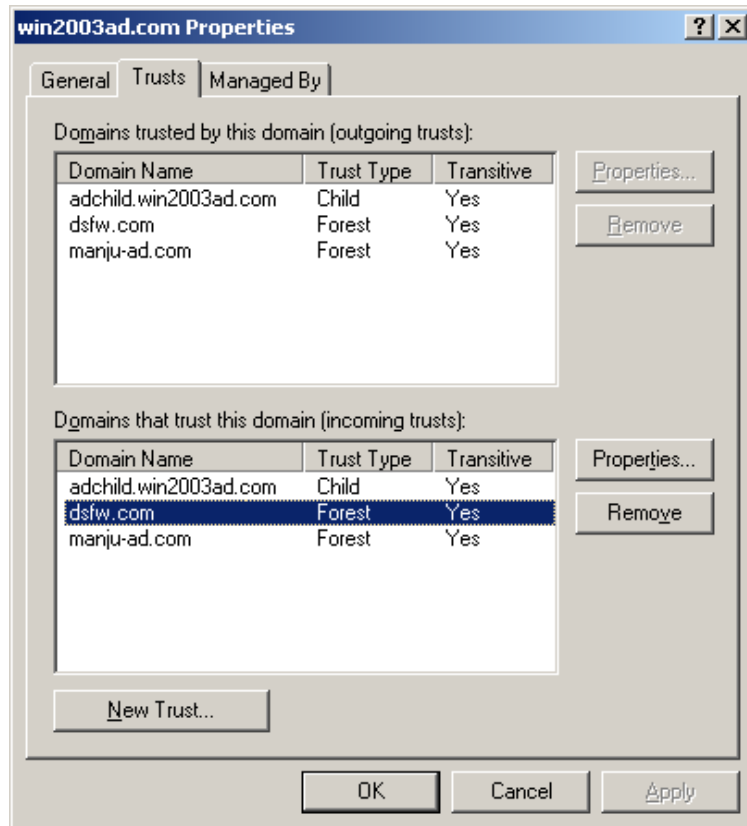 win2003ad.com Properties
General Trusts Managed By
Domains trusted by this domain (outgoing trusts):
Domain Name Trust Type Transitive
adchild.win2003ad.com Child Yes
dsfw.com Forest Yes
manju-ad.com Forest Yes
Properties...
Remove
Domains that trust this domain (incoming trusts):
Domain Name Trust Type Transitive
adchild.win2003ad.com Child Yes
dsfw.com Forest Yes
manju-ad.com Forest Yes
Properties...
Remove
New Trust...
OK Cancel Apply